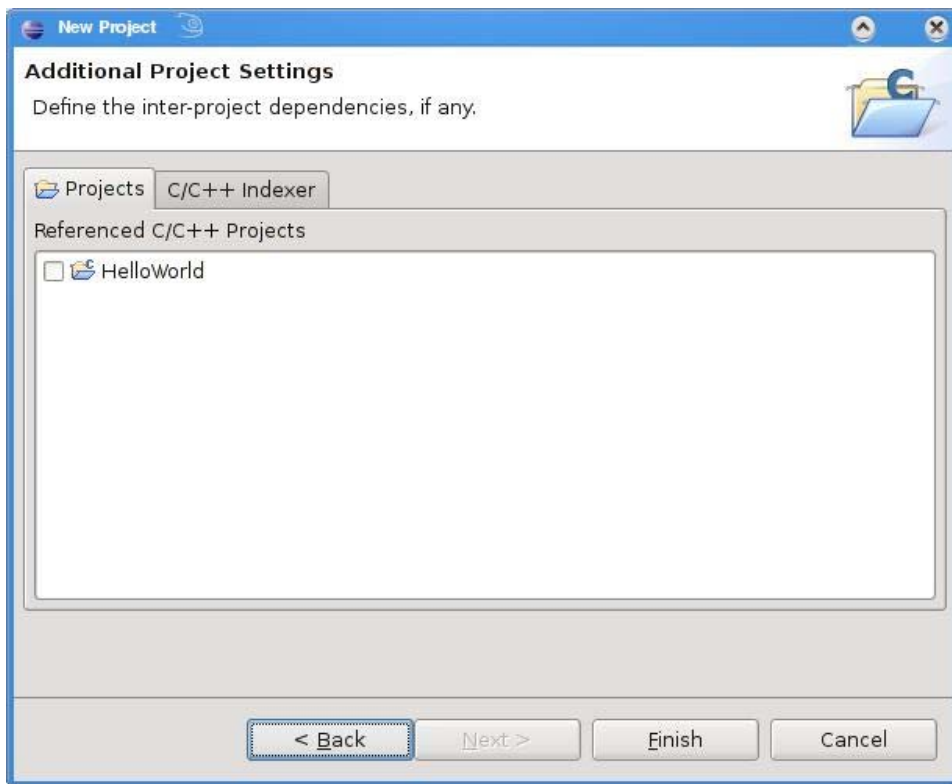 New Project
Additional Project Settings
Define the inter-project dependencies, if any.
Projects
C/C++ Indexer
Referenced C/C++ Projects
HelloWorld
< Back
Next >
Finish
Cancel